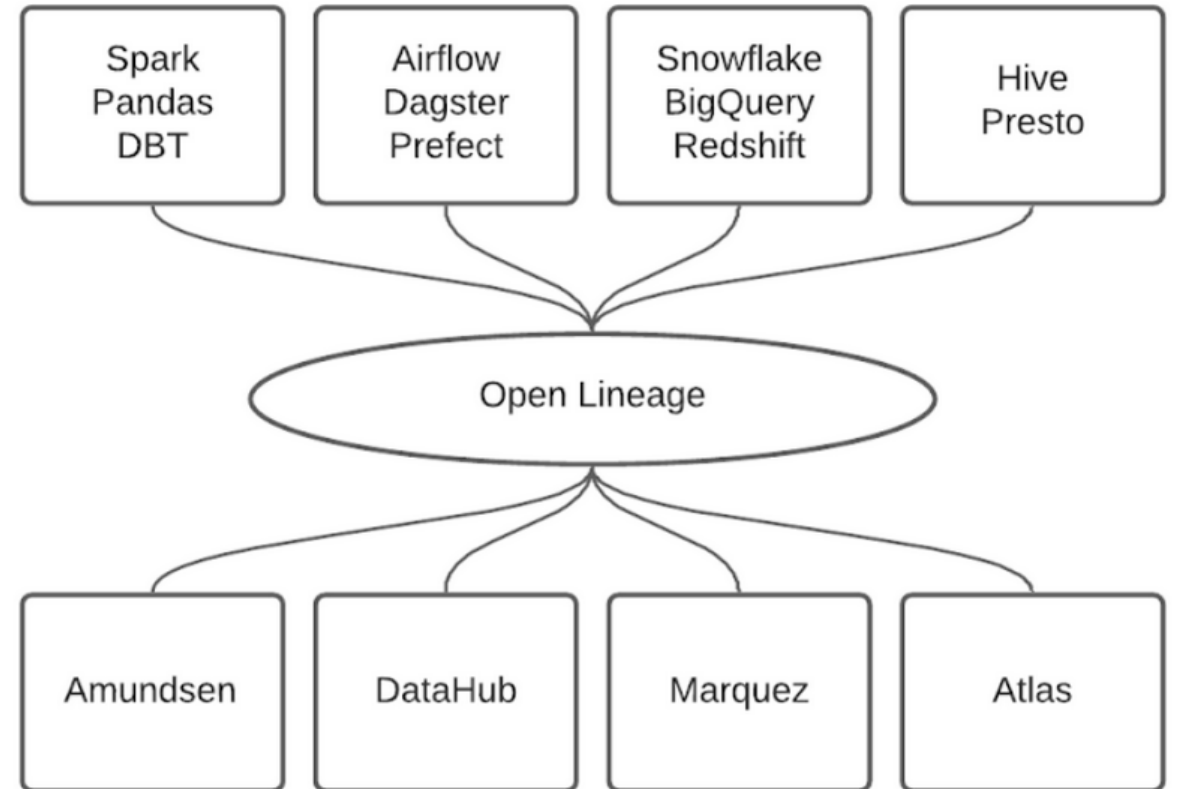 Spark
Pandas
DBT
Airflow
Dagster
Prefect
Snowflake
BigQuery
Redshift
Hive
Presto
Open Lineage
Amundsen
DataHub
Marquez
Atlas